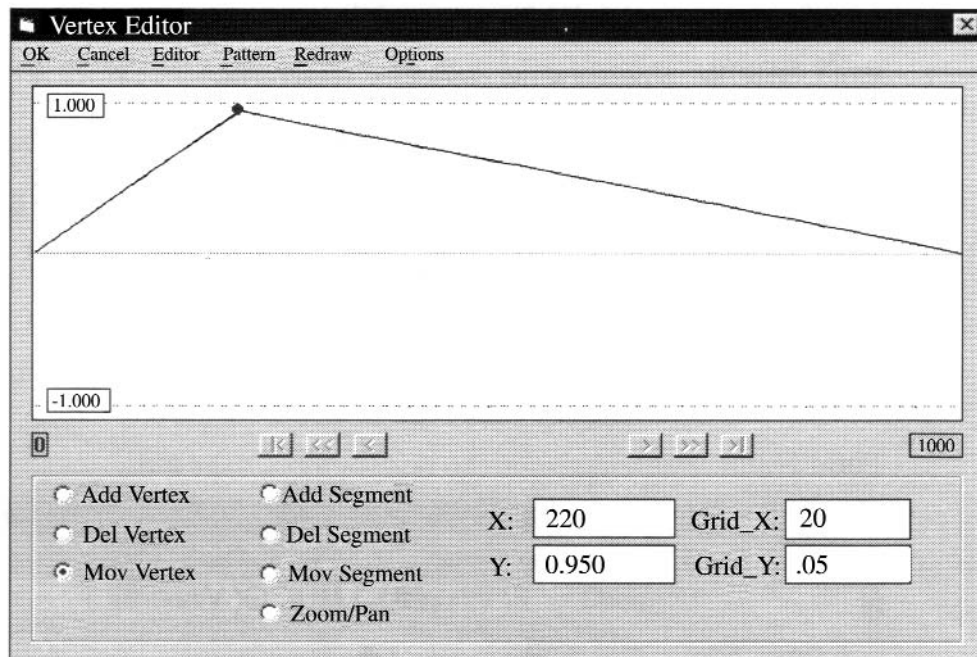 Vertex Editor
OK Cancel Editor Pattern Redraw Options
1.000
-1.000
0 |< << < > >> >| 1000
Add Vertex Add Segment
X: 220 Grid_X: 20
Del Vertex Del Segment
Y: 0.950 Grid_Y: .05
Mov Vertex Mov Segment
Zoom/Pan